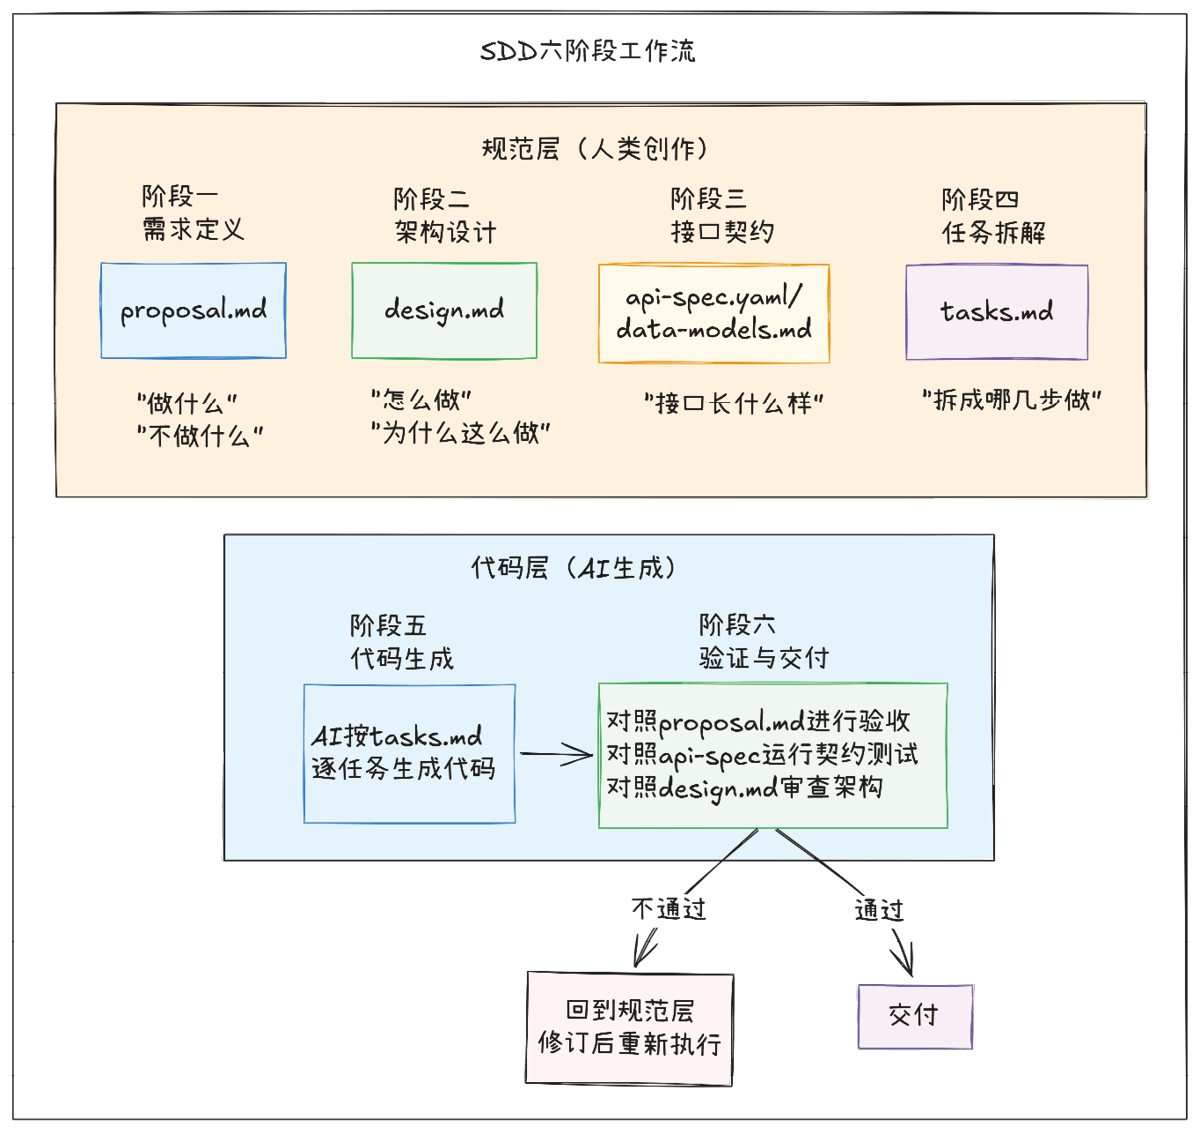 SDD六阶段工作流
规范层（人类创作）
阶段一
需求定义
proposal.md
"做什么"
"不做什么"
阶段二
架构设计
design.md
"怎么做"
"为什么这么做"
阶段三
接口契约
api-spec.yaml/
data-models.md
"接口长什么样"
阶段四
任务拆解
tasks.md
"拆成哪几步做"
代码层（AI生成）
阶段五
代码生成
AI按tasks.md
逐任务生成代码
阶段六
验证与交付
对照proposal.md进行验收
对照api-spec运行契约测试
对照design.md审查架构
不通过
通过
回到规范层
修订后重新执行
交付